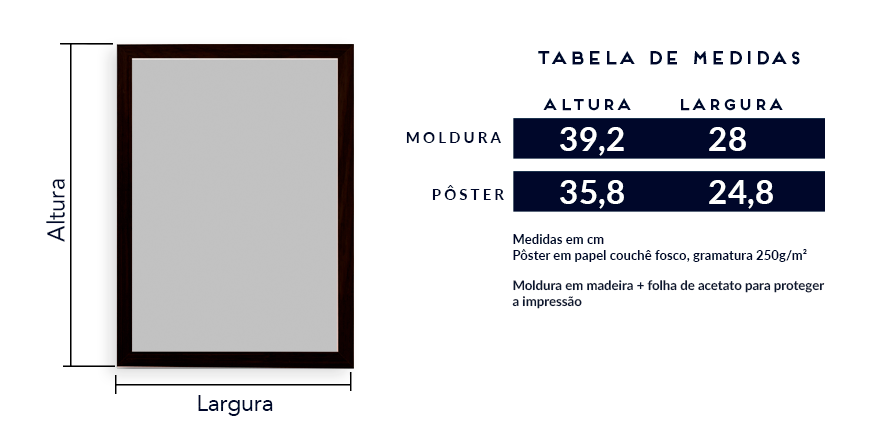 Altura
Largura
TABELA DE MEDIDAS
ALTURA LARGURA
MOLDURA 39,2 28
PÔSTER 35,8 24,8
Medidas em cm
Pôster em papel couchê fosco, gramatura 250g/m²
Moldura em madeira + folha de acetato para proteger
a impressão